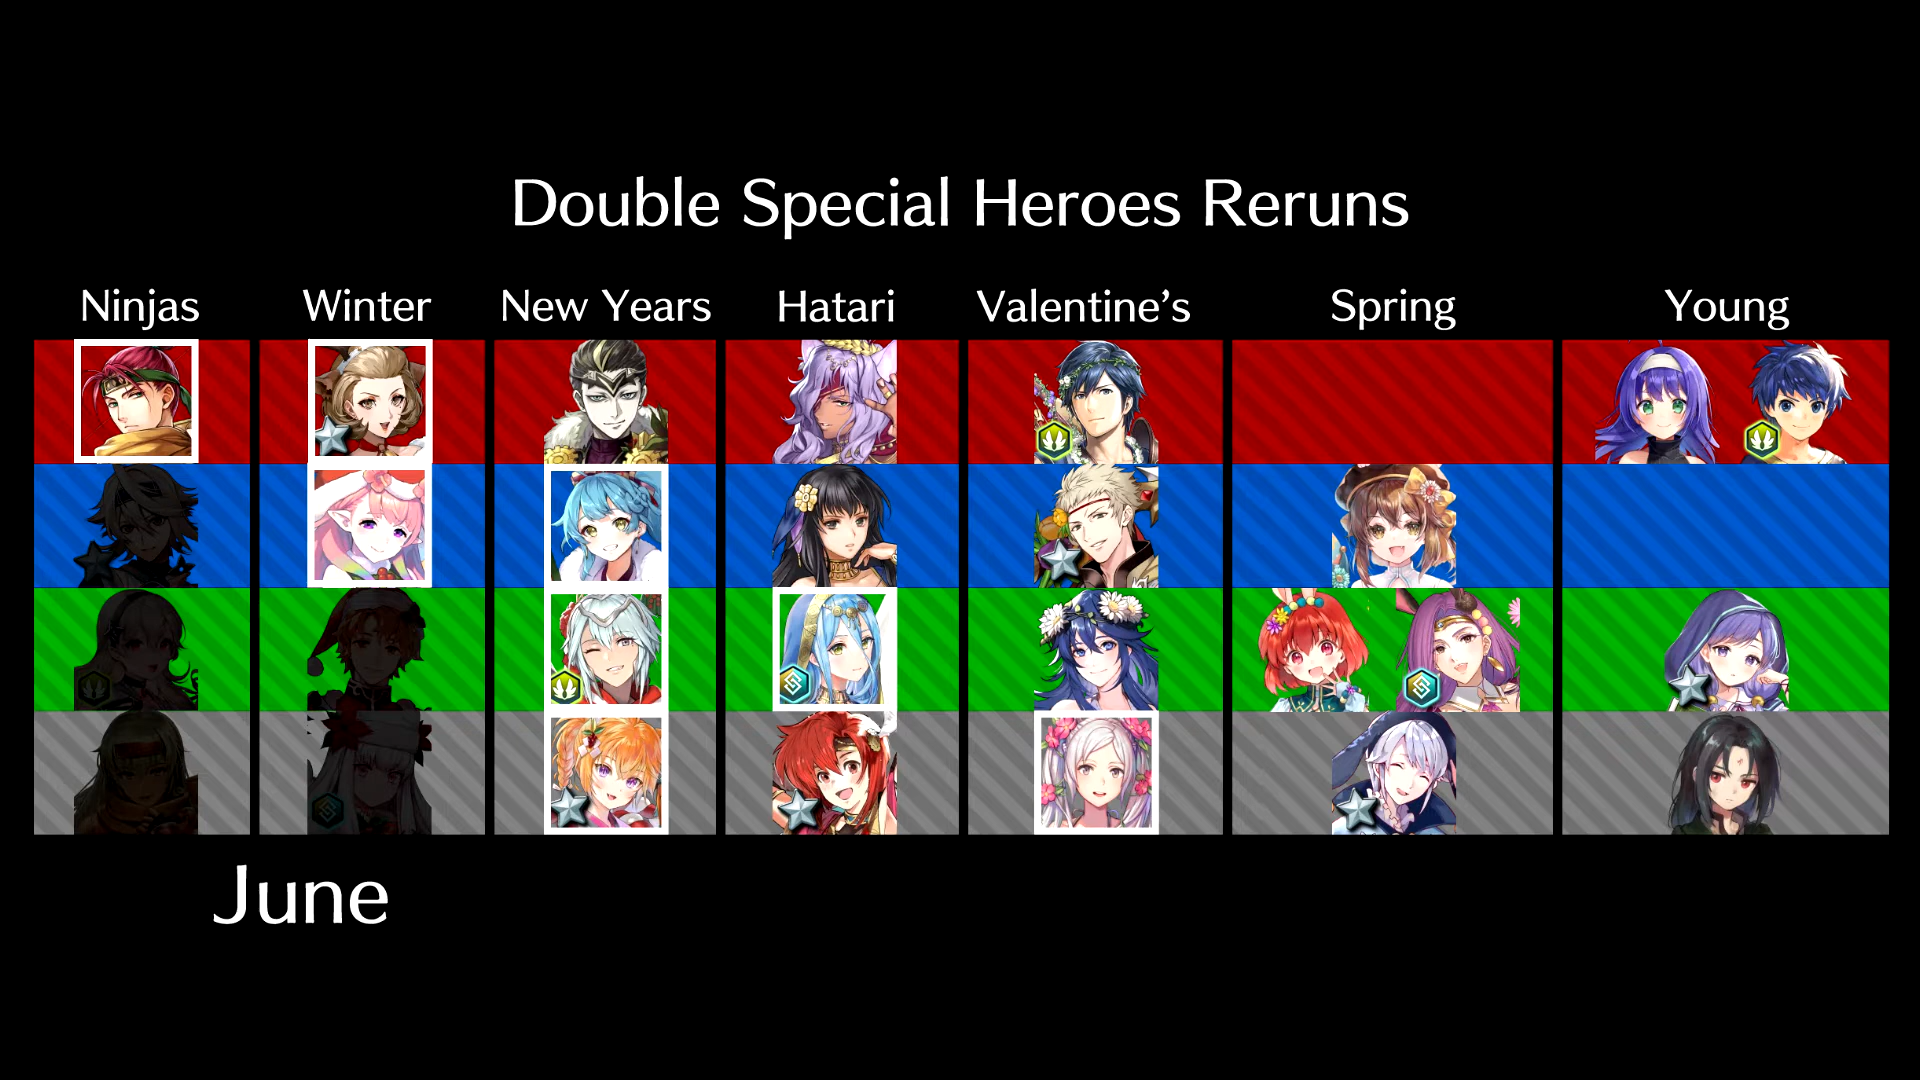 Double Special Heroes Reruns
Ninjas Winter New Years Hatari Valentine’s Spring Young
June